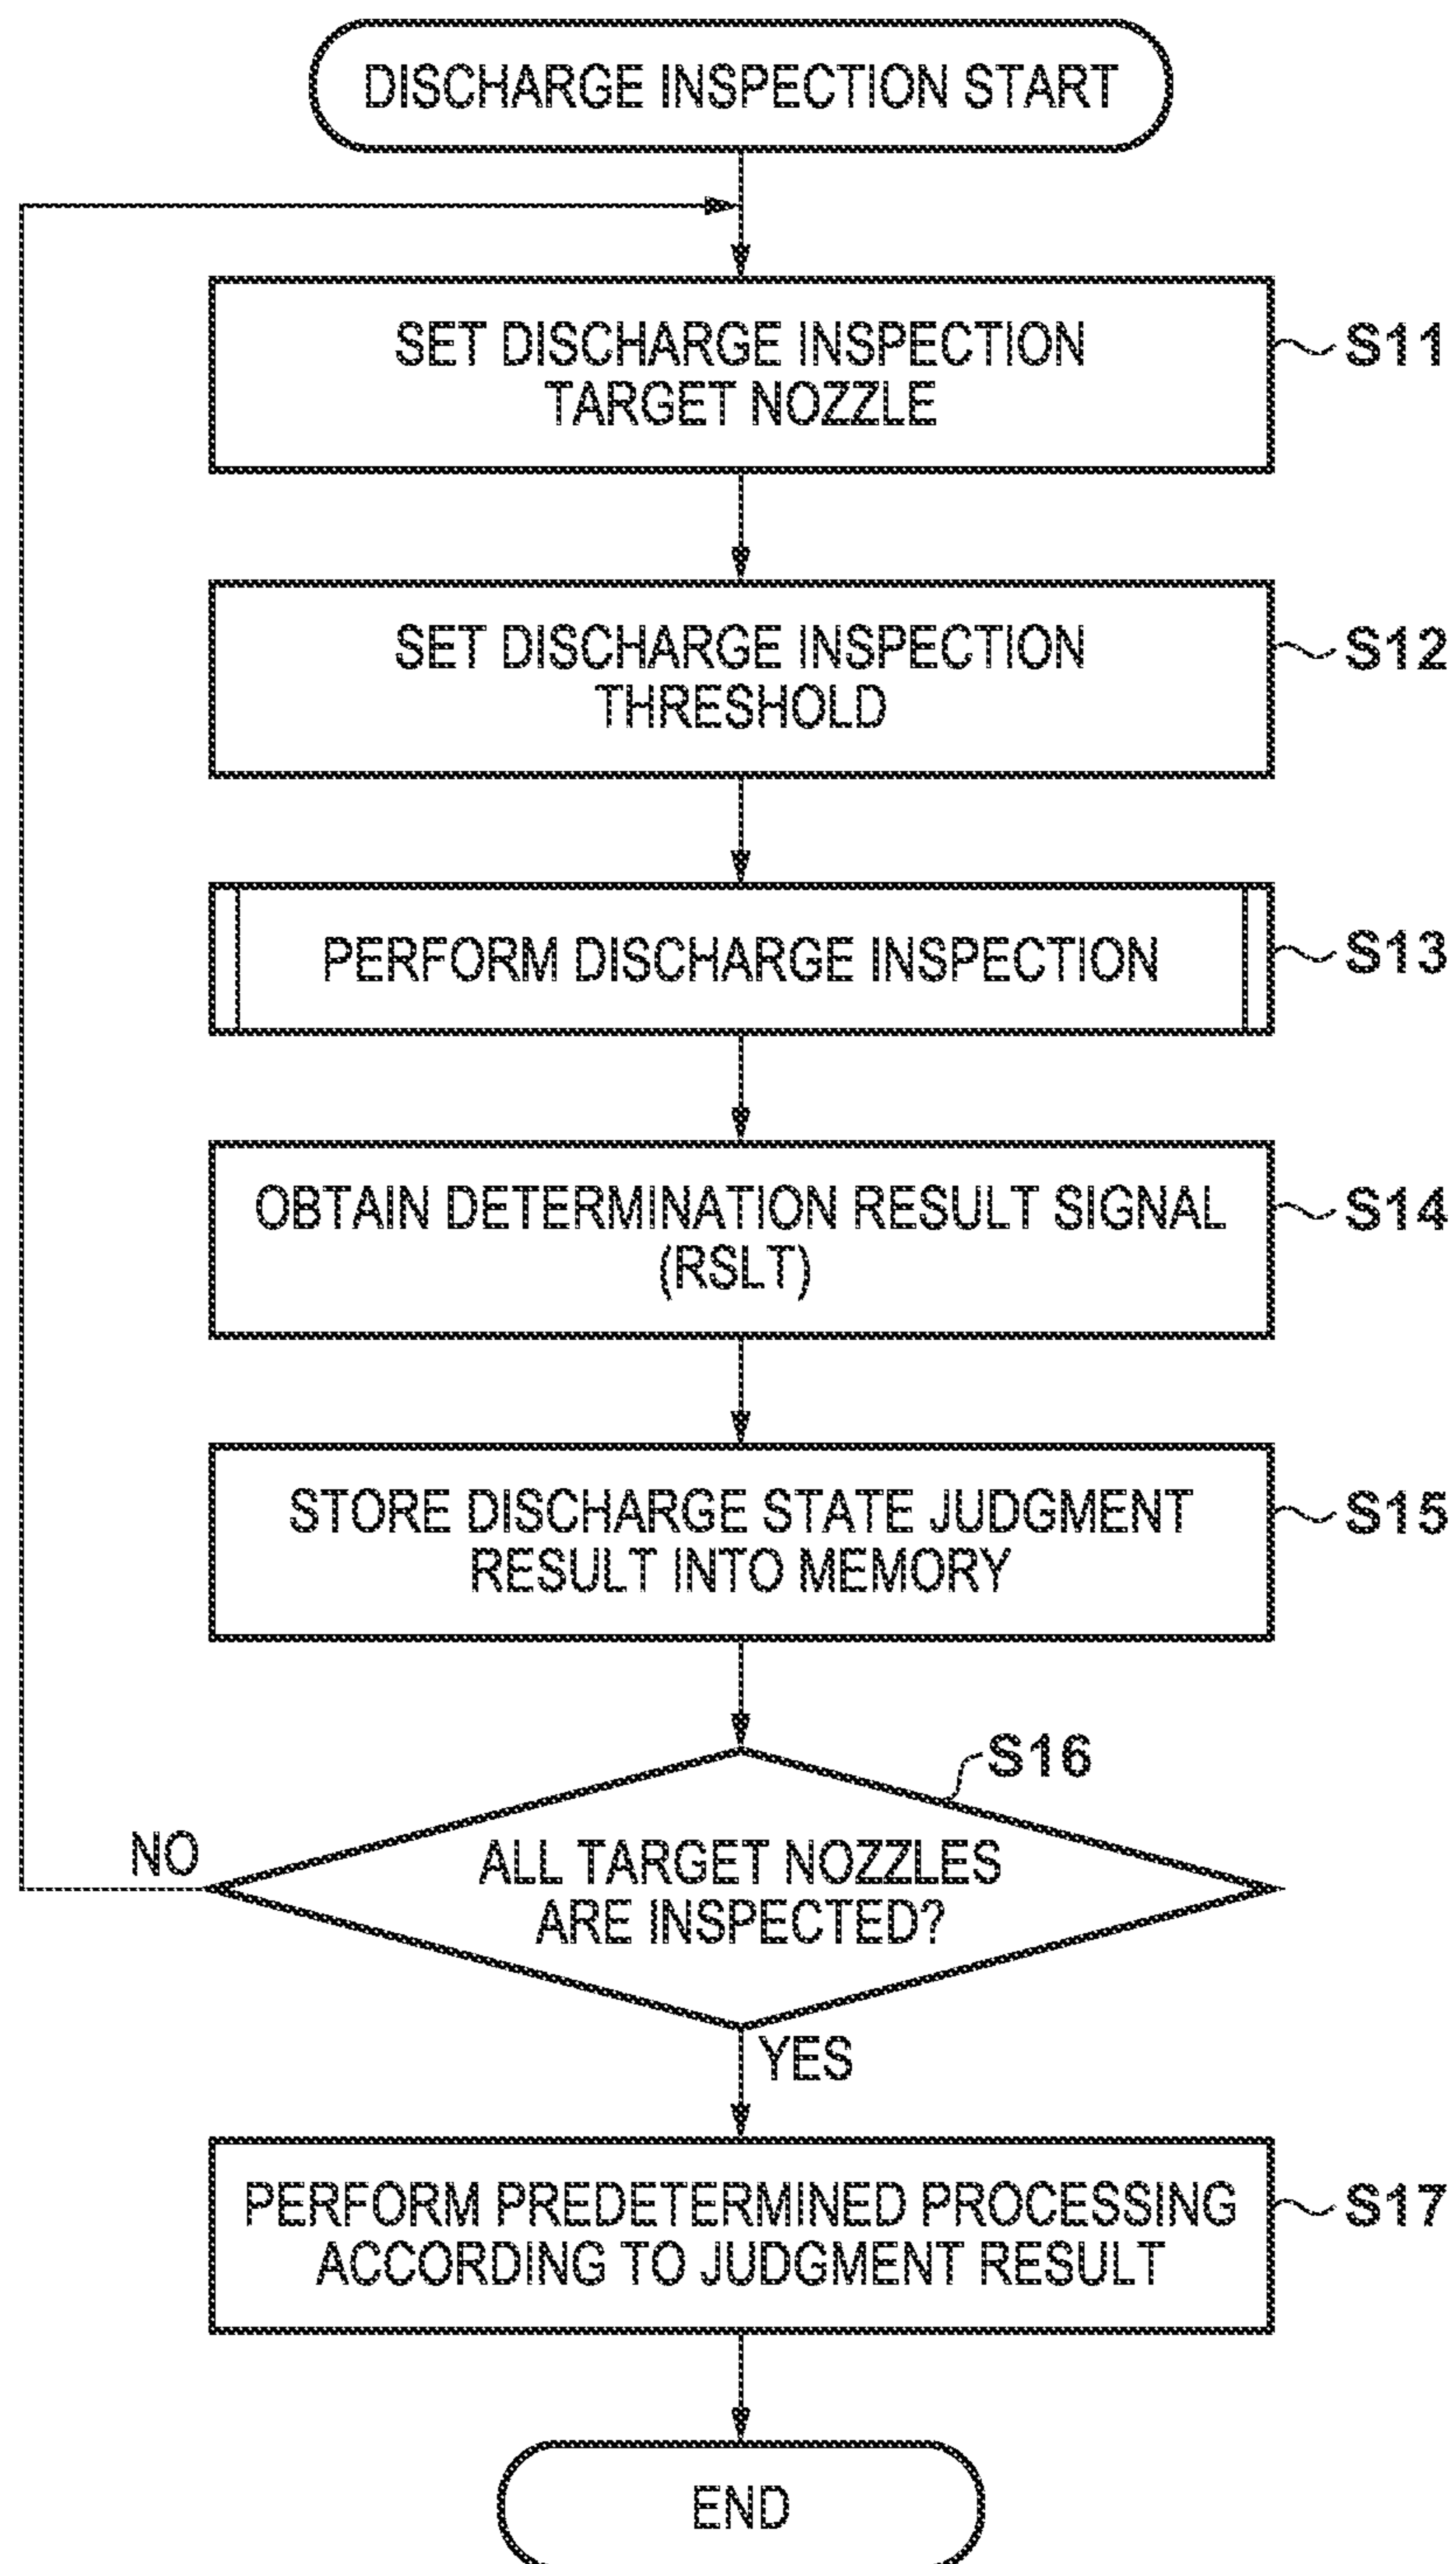 DISCHARGE INSPECTION START
SET DISCHARGE INSPECTION
TARGET NOZZLE
S11
SET DISCHARGE INSPECTION
THRESHOLD
S12
PERFORM DISCHARGE INSPECTION
S13
OBTAIN DETERMINATION RESULT SIGNAL
(RSLT)
S14
STORE DISCHARGE STATE JUDGMENT
RESULT INTO MEMORY
S15
S16
ALL TARGET NOZZLES
ARE INSPECTED?
NO
YES
PERFORM PREDETERMINED PROCESSING
ACCORDING TO JUDGMENT RESULT
S17
END